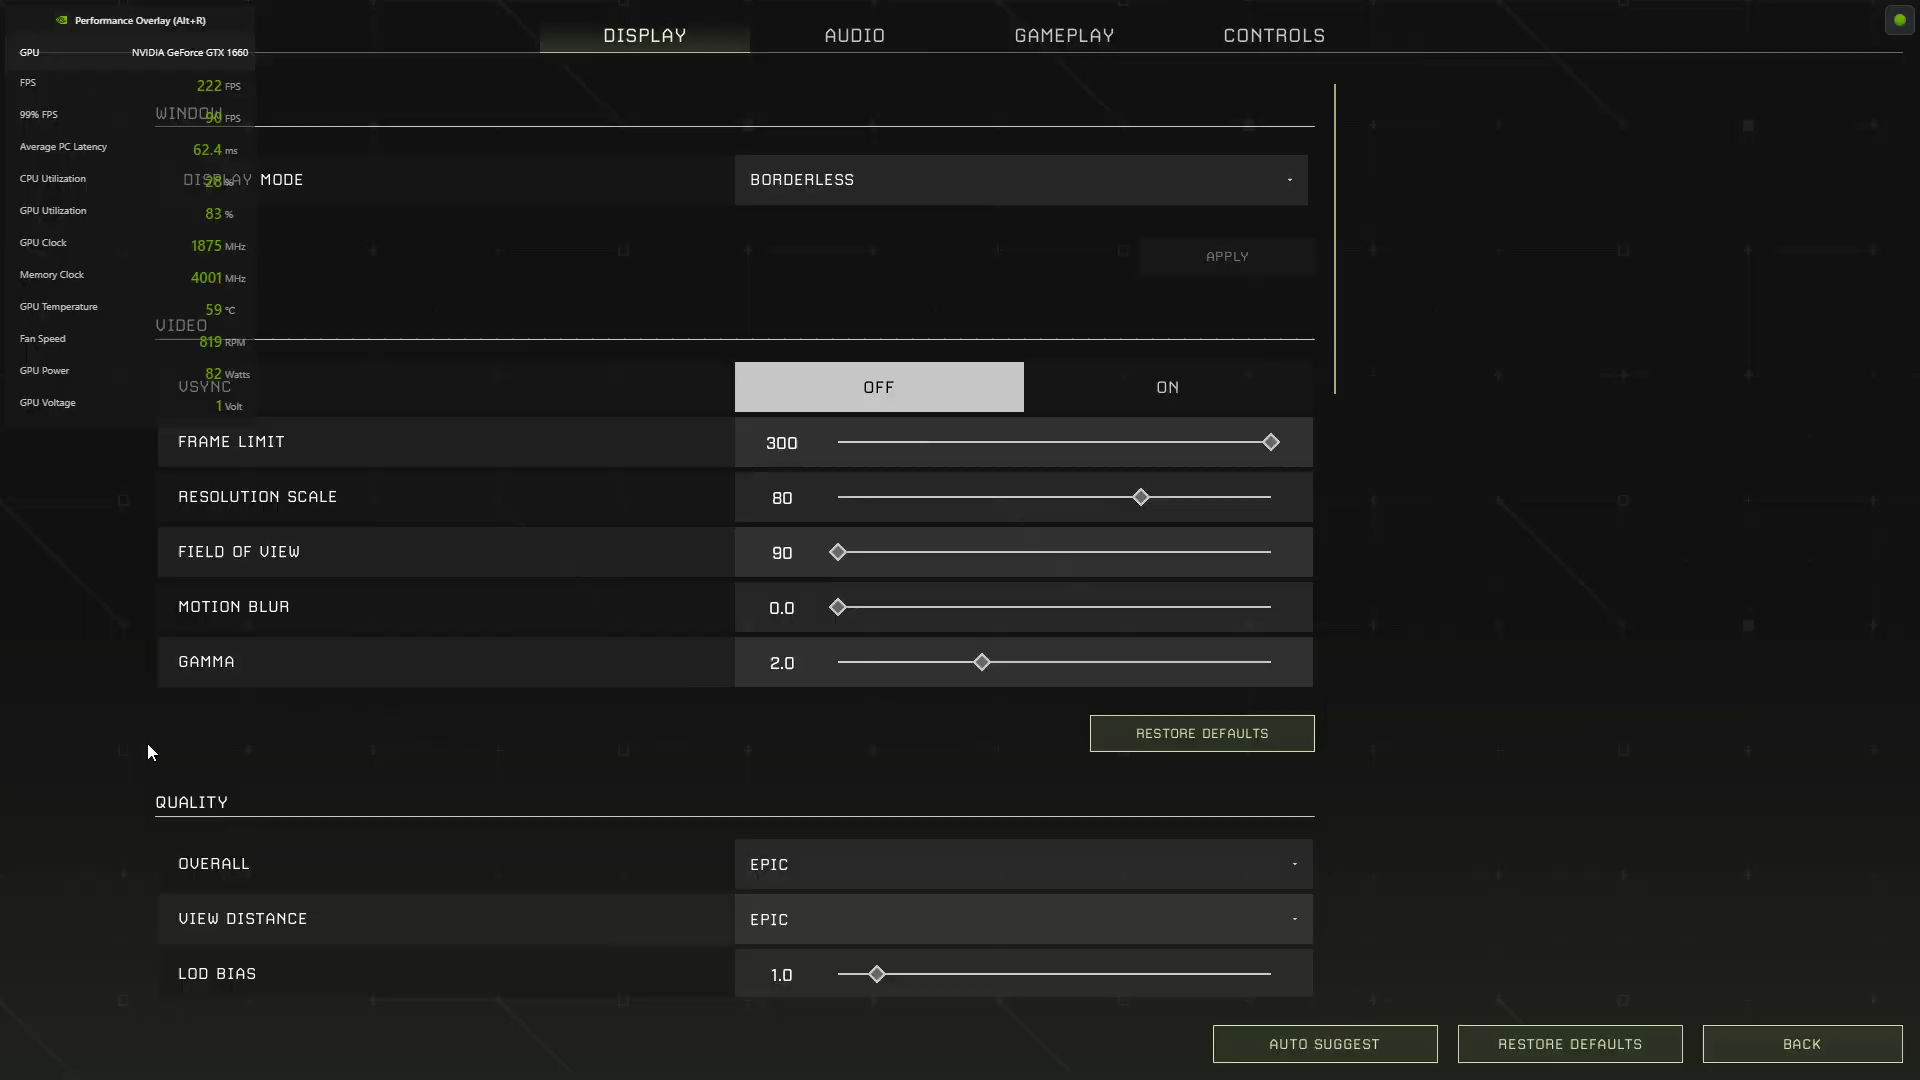 Performance Overlay (Alt+R)
DISPLAY
AUDIO
GAMEPLAY
CONTROLS
GPU NVIDIA GeForce GTX 1660
FPS 222 FPS
99% FPS 90 FPS
WINDOW
Average PC Latency 62.4 ms
CPU Utilization 28 %
DISPLAY MODE BORDERLESS
GPU Utilization 83 %
GPU Clock 1875 MHz
APPLY
Memory Clock 4001 MHz
GPU Temperature 59 °C
VIDEO
Fan Speed 819 RPM
GPU Power 82 Watts
VSYNC OFF ON
GPU Voltage 1 Volt
FRAME LIMIT 300
RESOLUTION SCALE 80
FIELD OF VIEW 90
MOTION BLUR 0.0
GAMMA 2.0
RESTORE DEFAULTS
QUALITY
OVERALL EPIC
VIEW DISTANCE EPIC
LOD BIAS 1.0
AUTO SUGGEST
RESTORE DEFAULTS
BACK